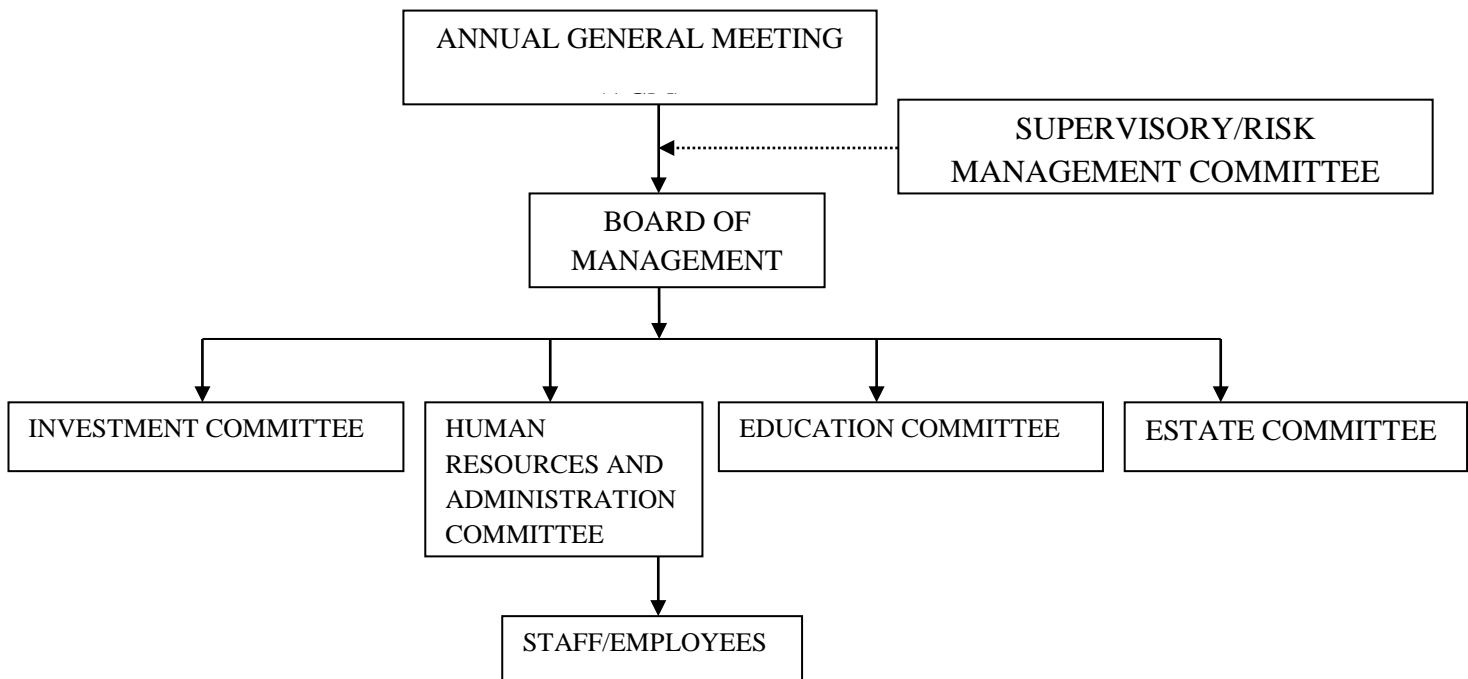 ANNUAL GENERAL MEETING
SUPERVISORY/RISK
MANAGEMENT COMMITTEE
BOARD OF
MANAGEMENT
INVESTMENT COMMITTEE
HUMAN
RESOURCES AND
ADMINISTRATION
COMMITTEE
EDUCATION COMMITTEE
ESTATE COMMITTEE
STAFF/EMPLOYEES